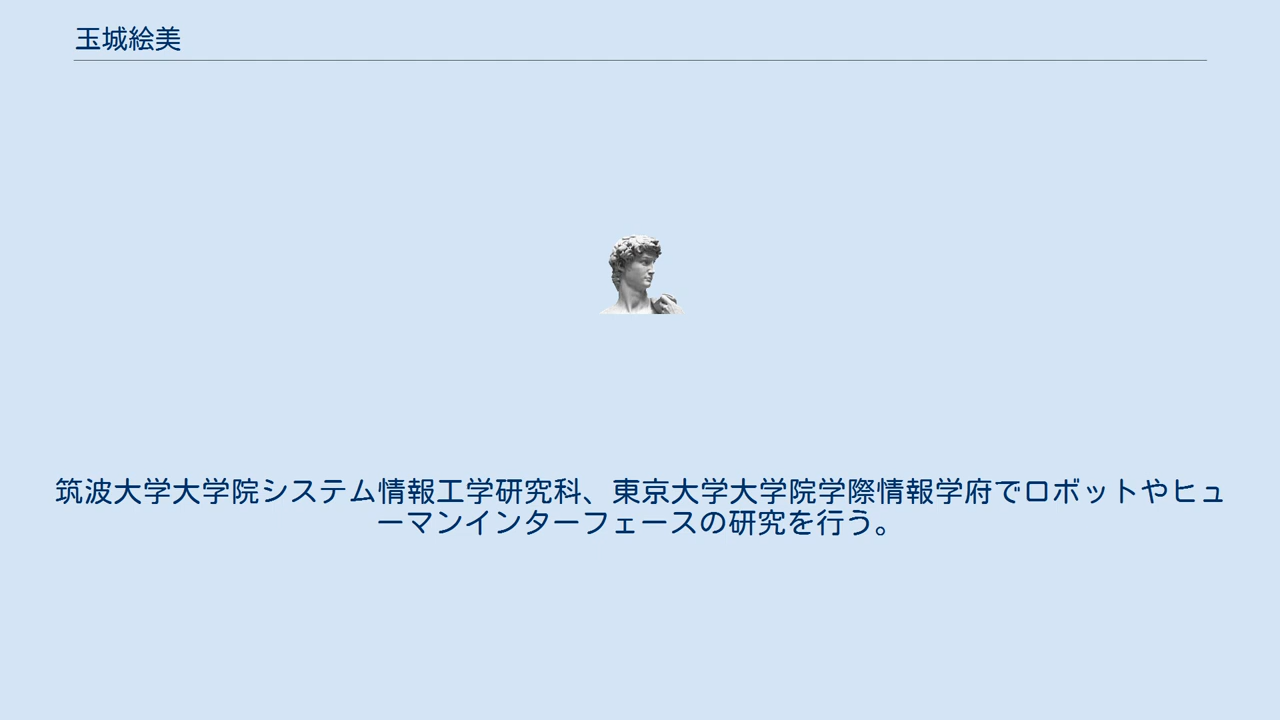 玉城絵美
筑波大学大学院システム情報工学研究科、東京大学大学院学際情報学府でロボットやヒュ
ーマンインターフェースの研究を行う。